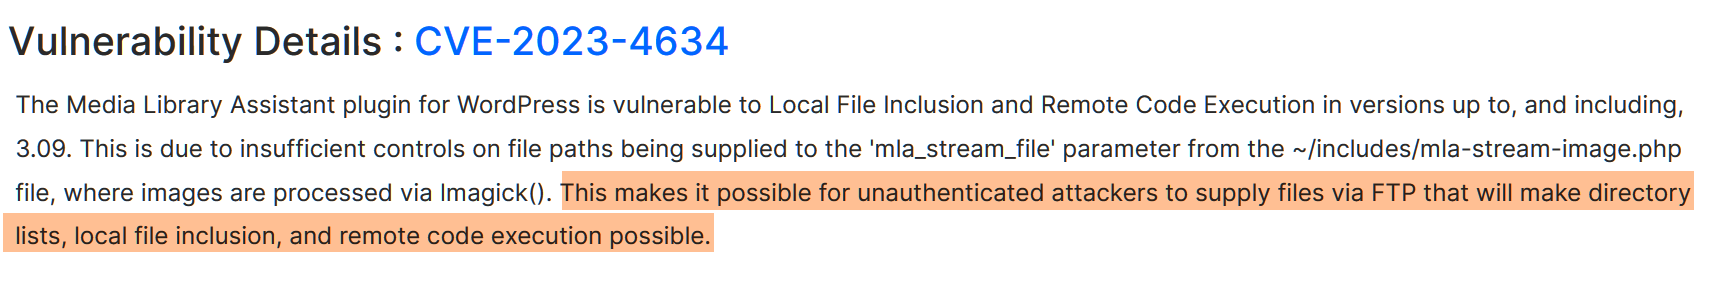 Vulnerability Details : CVE-2023-4634
The Media Library Assistant plugin for WordPress is vulnerable to Local File Inclusion and Remote Code Execution in versions up to, and including,
3.09. This is due to insufficient controls on file paths being supplied to the 'mla_stream_file' parameter from the ~/includes/mla-stream-image.php
file, where images are processed via Imagick(). This makes it possible for unauthenticated attackers to supply files via FTP that will make directory
lists, local file inclusion, and remote code execution possible.